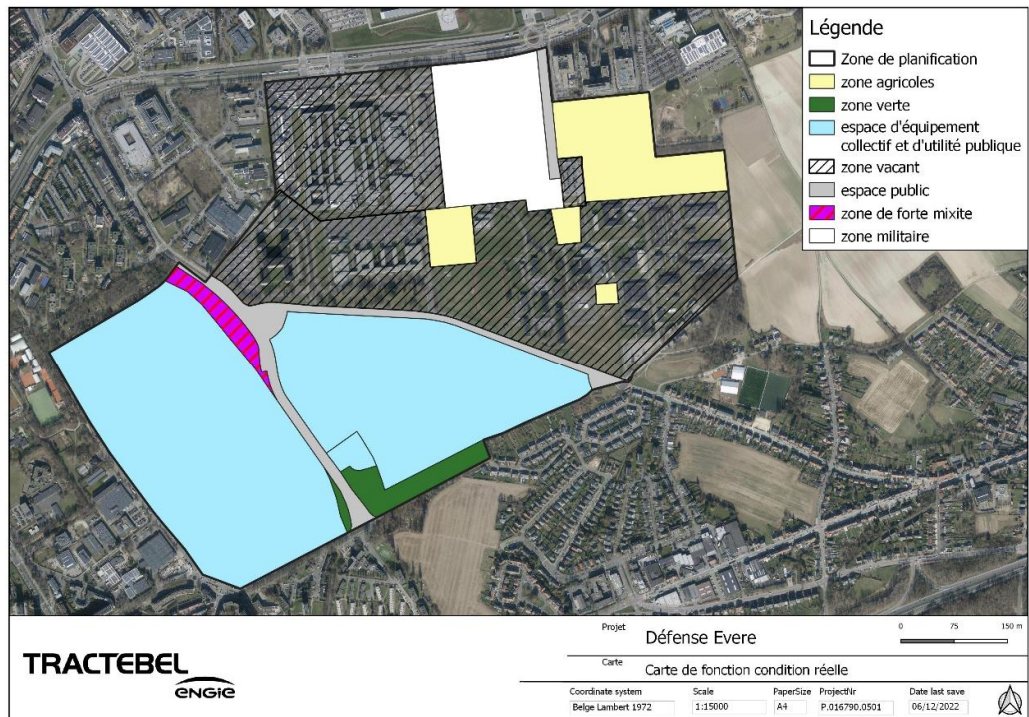 Légende
Zone de planification
zone agricoles
zone verte
espace d'équipement
collectif et d'utilité publique
zone vacant
espace public
zone de forte mixite
zone militaire
TRACTEBEL
ENGIE
Projet
Défense Evere
0 75 150 m
Carte
Carte de fonction condition réelle
Coordinate system Scale PaperSize ProjectNr Date last save
Belge Lambert 1972 1:15000 A4 P.016790.0501 06/12/2022